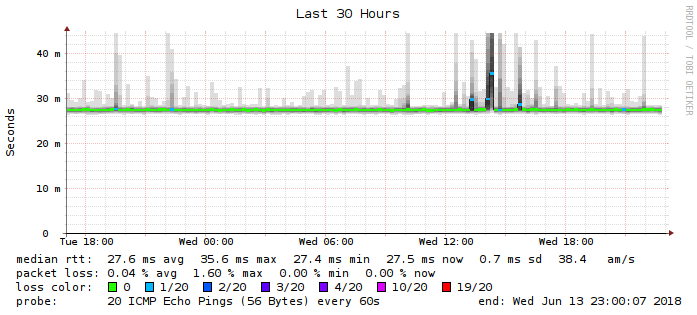 Last 30 Hours
RRDTOOL / TOBI OETIKER
Seconds
40 m
30 m
20 m
10 m
0
Tue 18:00 Wed 00:00 Wed 06:00 Wed 12:00 Wed 18:00
median rtt: 27.6 ms avg 35.6 ms max 27.4 ms min 27.5 ms now 0.7 ms sd 38.4 am/s
packet loss: 0.04 % avg 1.60 % max 0.00 % min 0.00 % now
loss color: 0 1/20 2/20 3/20 4/20 10/20 19/20
probe: 20 ICMP Echo Pings (56 Bytes) every 60s end: Wed Jun 13 23:00:07 2018